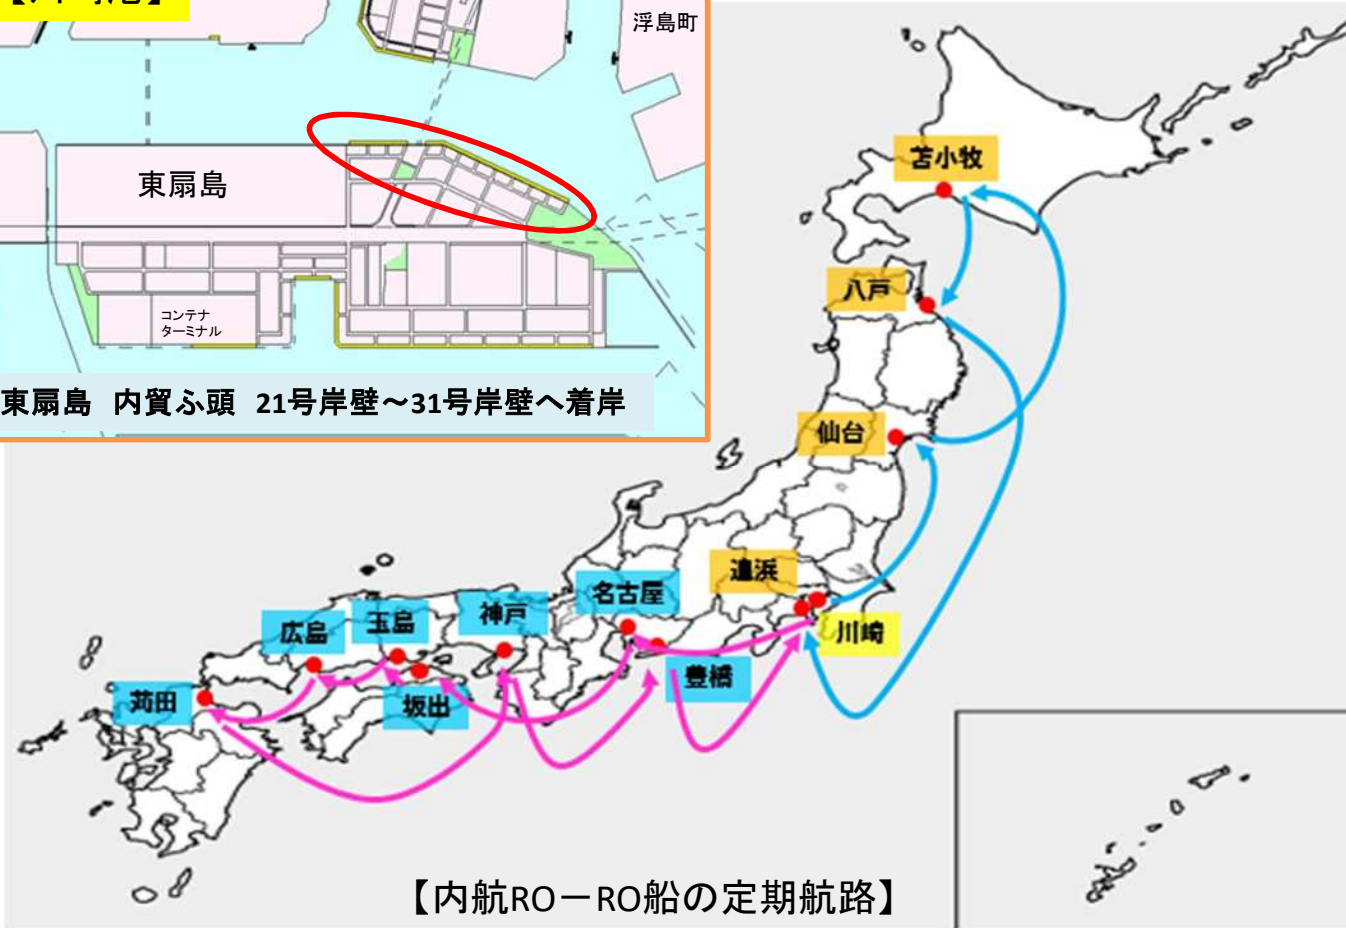 浮島町
東扇島
コンテナ
ターミナル
東扇島 内貿ふ頭 21号岸壁～31号岸壁へ着岸
苫小牧
八戸
仙台
追浜
川崎
名古屋
豊橋
神戸
玉島
坂出
広島
苅田
【内航RO－RO船の定期航路】